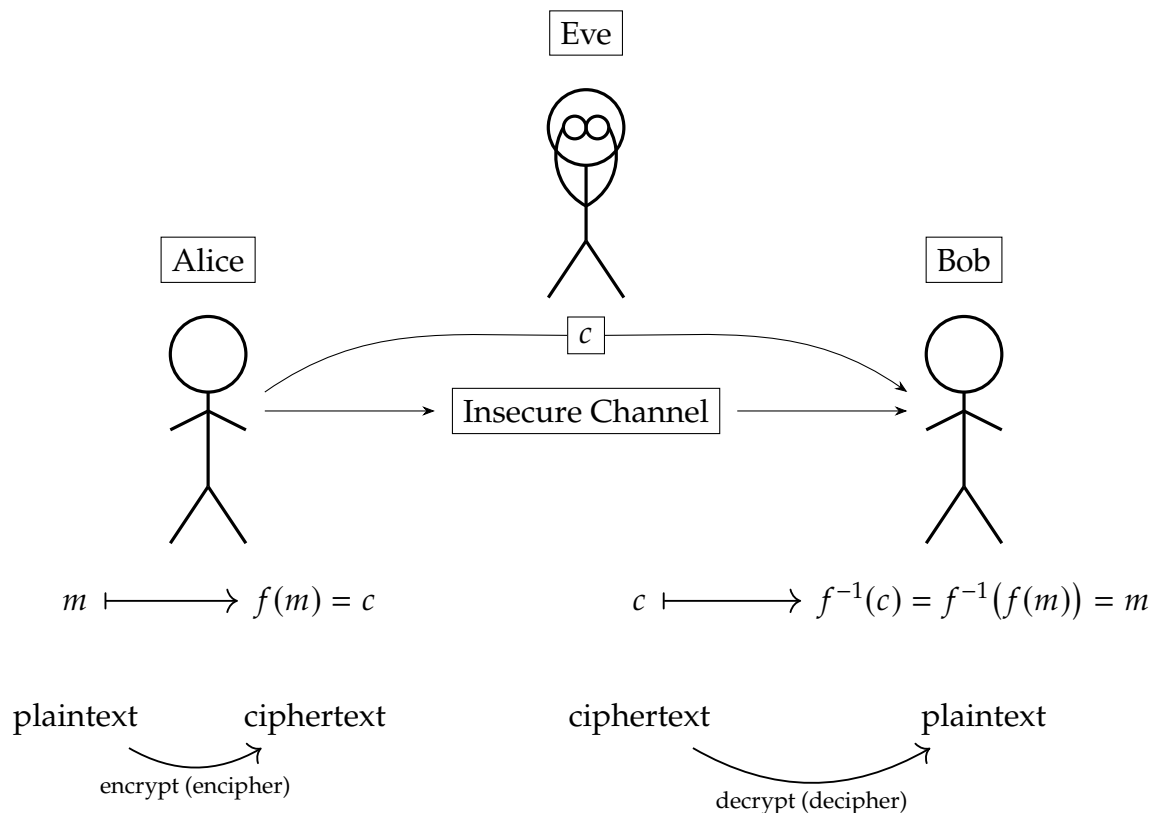 Eve
Alice
Bob
c
Insecure Channel
m ⟼ f(m) = c
c ⟼ f⁻¹(c) = f⁻¹(f(m)) = m
plaintext ciphertext
ciphertext plaintext
encrypt (encipher)
decrypt (decipher)